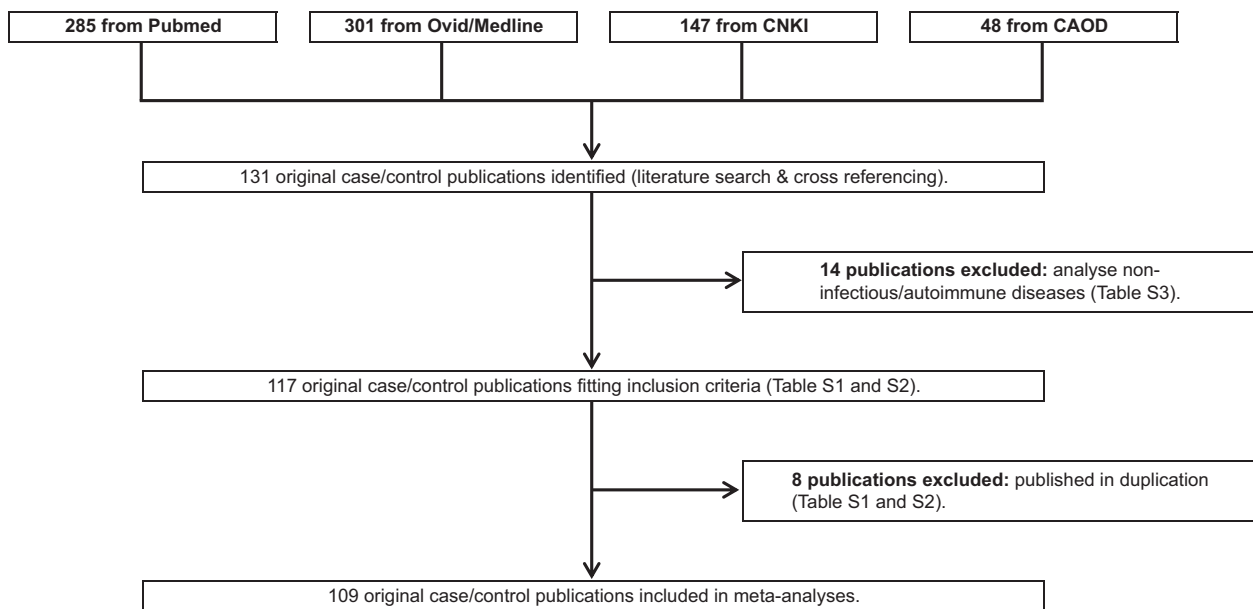 285 from Pubmed
301 from Ovid/Medline
147 from CNKI
48 from CAOD
131 original case/control publications identified (literature search & cross referencing).
14 publications excluded: analyse non-
infectious/autoimmune diseases (Table S3).
117 original case/control publications fitting inclusion criteria (Table S1 and S2).
8 publications excluded: published in duplication
(Table S1 and S2).
109 original case/control publications included in meta-analyses.